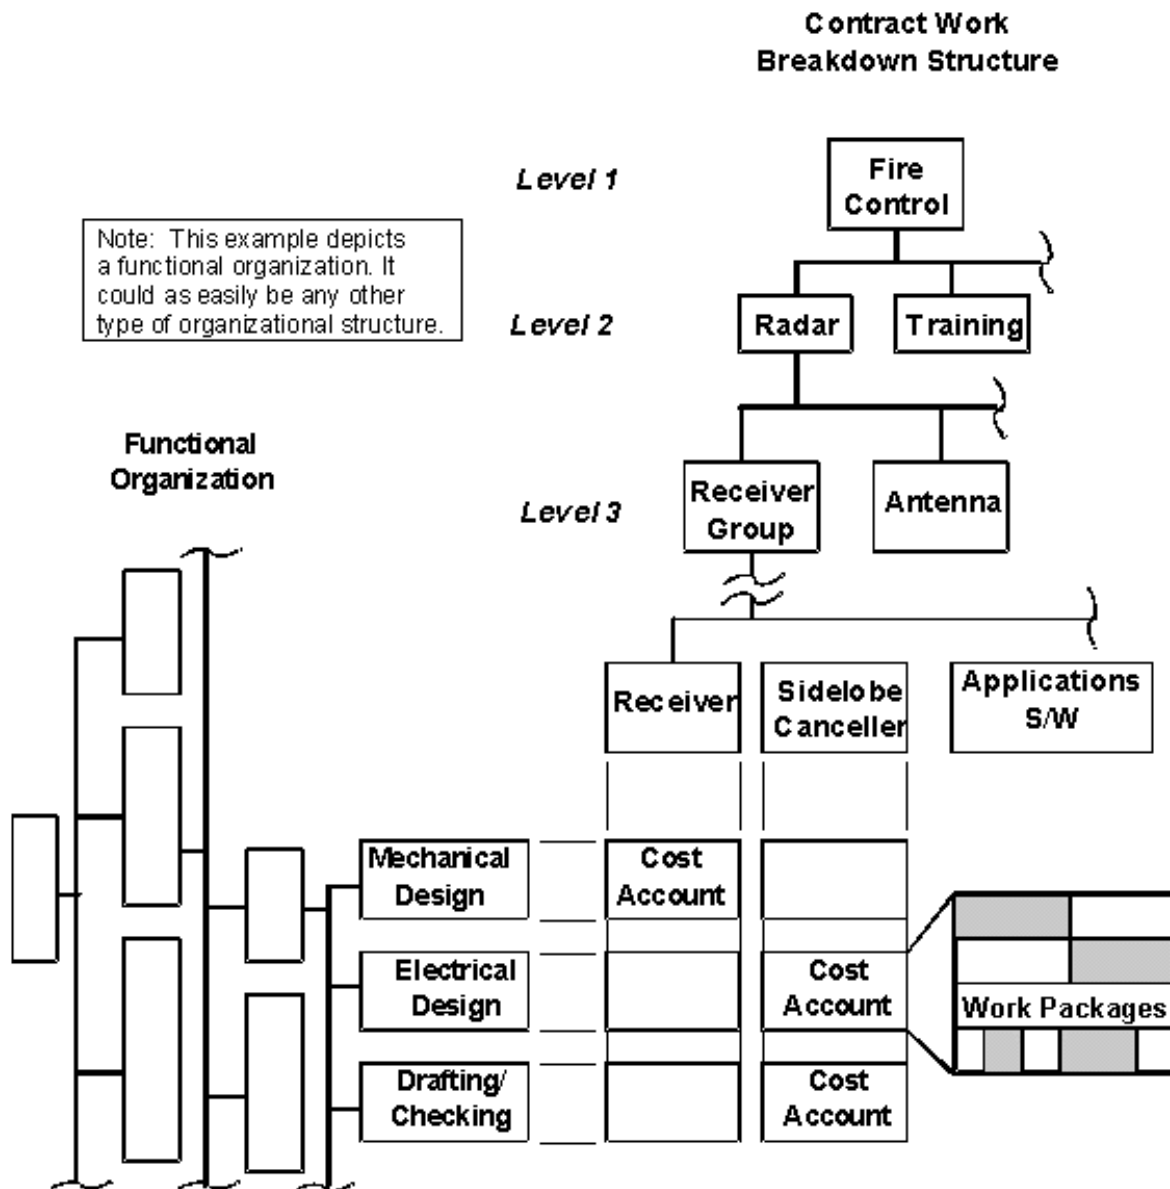 Contract Work
Breakdown Structure
Level 1
Fire
Control
Note: This example depicts
a functional organization. It
could as easily be any other
type of organizational structure.
Level 2
Radar
Training
Functional
Organization
Level 3
Receiver
Group
Antenna
Receiver
Sidelobe
Canceller
Applications
S/W
Mechanical
Design
Cost
Account
Electrical
Design
Cost
Account
Work Packages
Drafting/
Checking
Cost
Account